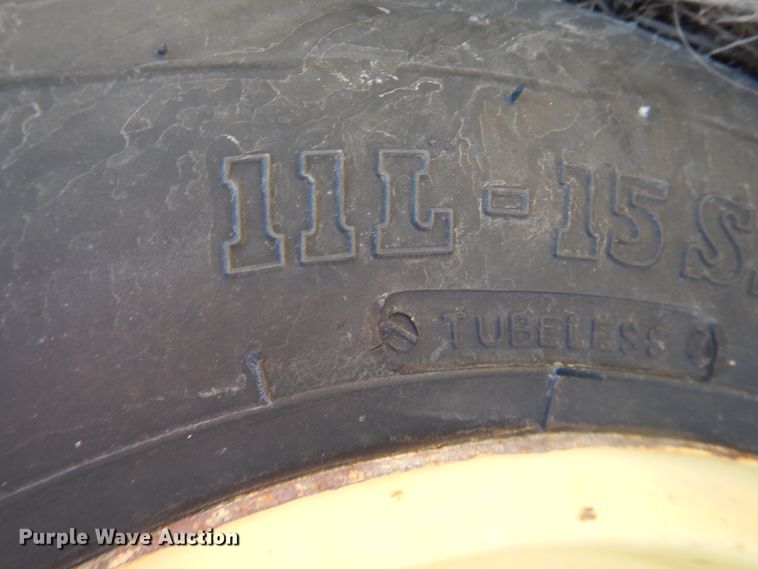 11L-15 S
TUBELESS
Purple Wave Auction